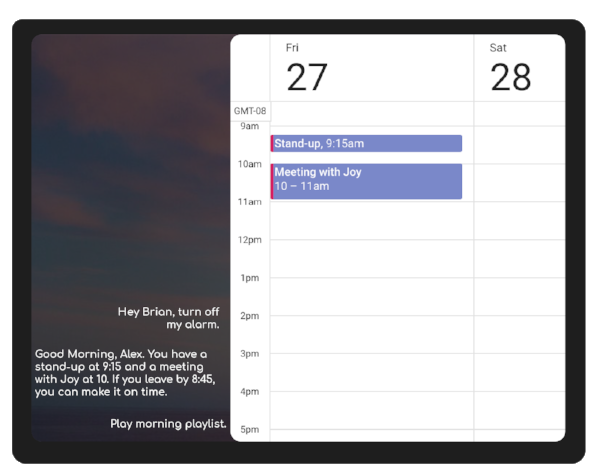 Hey Brian, turn off
my alarm.
Good Morning, Alex. You have a
stand-up at 9:15 and a meeting
with Joy at 10. If you leave by 8:45,
you can make it on time.
Play morning playlist.
Fri
27
Sat
28
GMT-08
9am
Stand-up, 9:15am
10am
Meeting with Joy
10 – 11am
11am
12pm
1pm
2pm
3pm
4pm
5pm